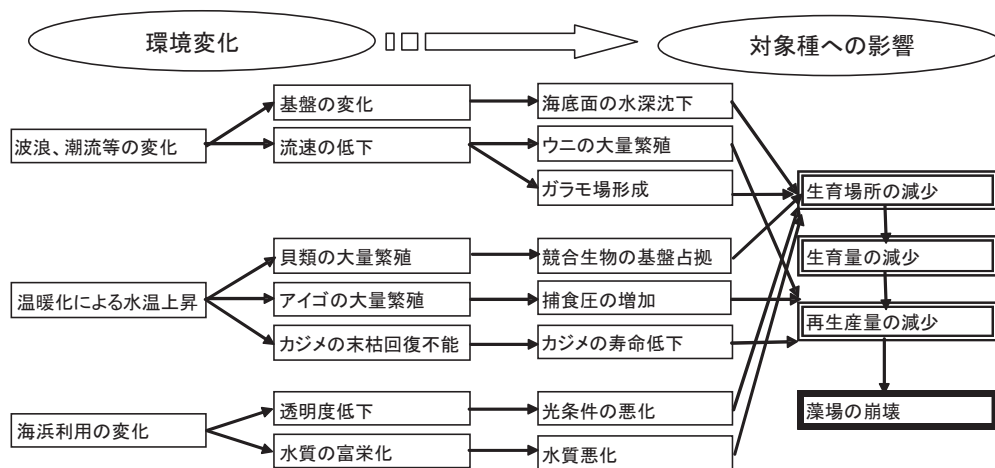 環境変化
対象種への影響
基盤の変化
海底面の水深沈下
波浪、潮流等の変化
流速の低下
ウニの大量繁殖
ガラモ場形成
生育場所の減少
貝類の大量繁殖
競合生物の基盤占拠
生育量の減少
温暖化による水温上昇
アイゴの大量繁殖
捕食圧の増加
再生産量の減少
カジメの末枯回復不能
カジメの寿命低下
透明度低下
光条件の悪化
藻場の崩壊
海浜利用の変化
水質の富栄化
水質悪化